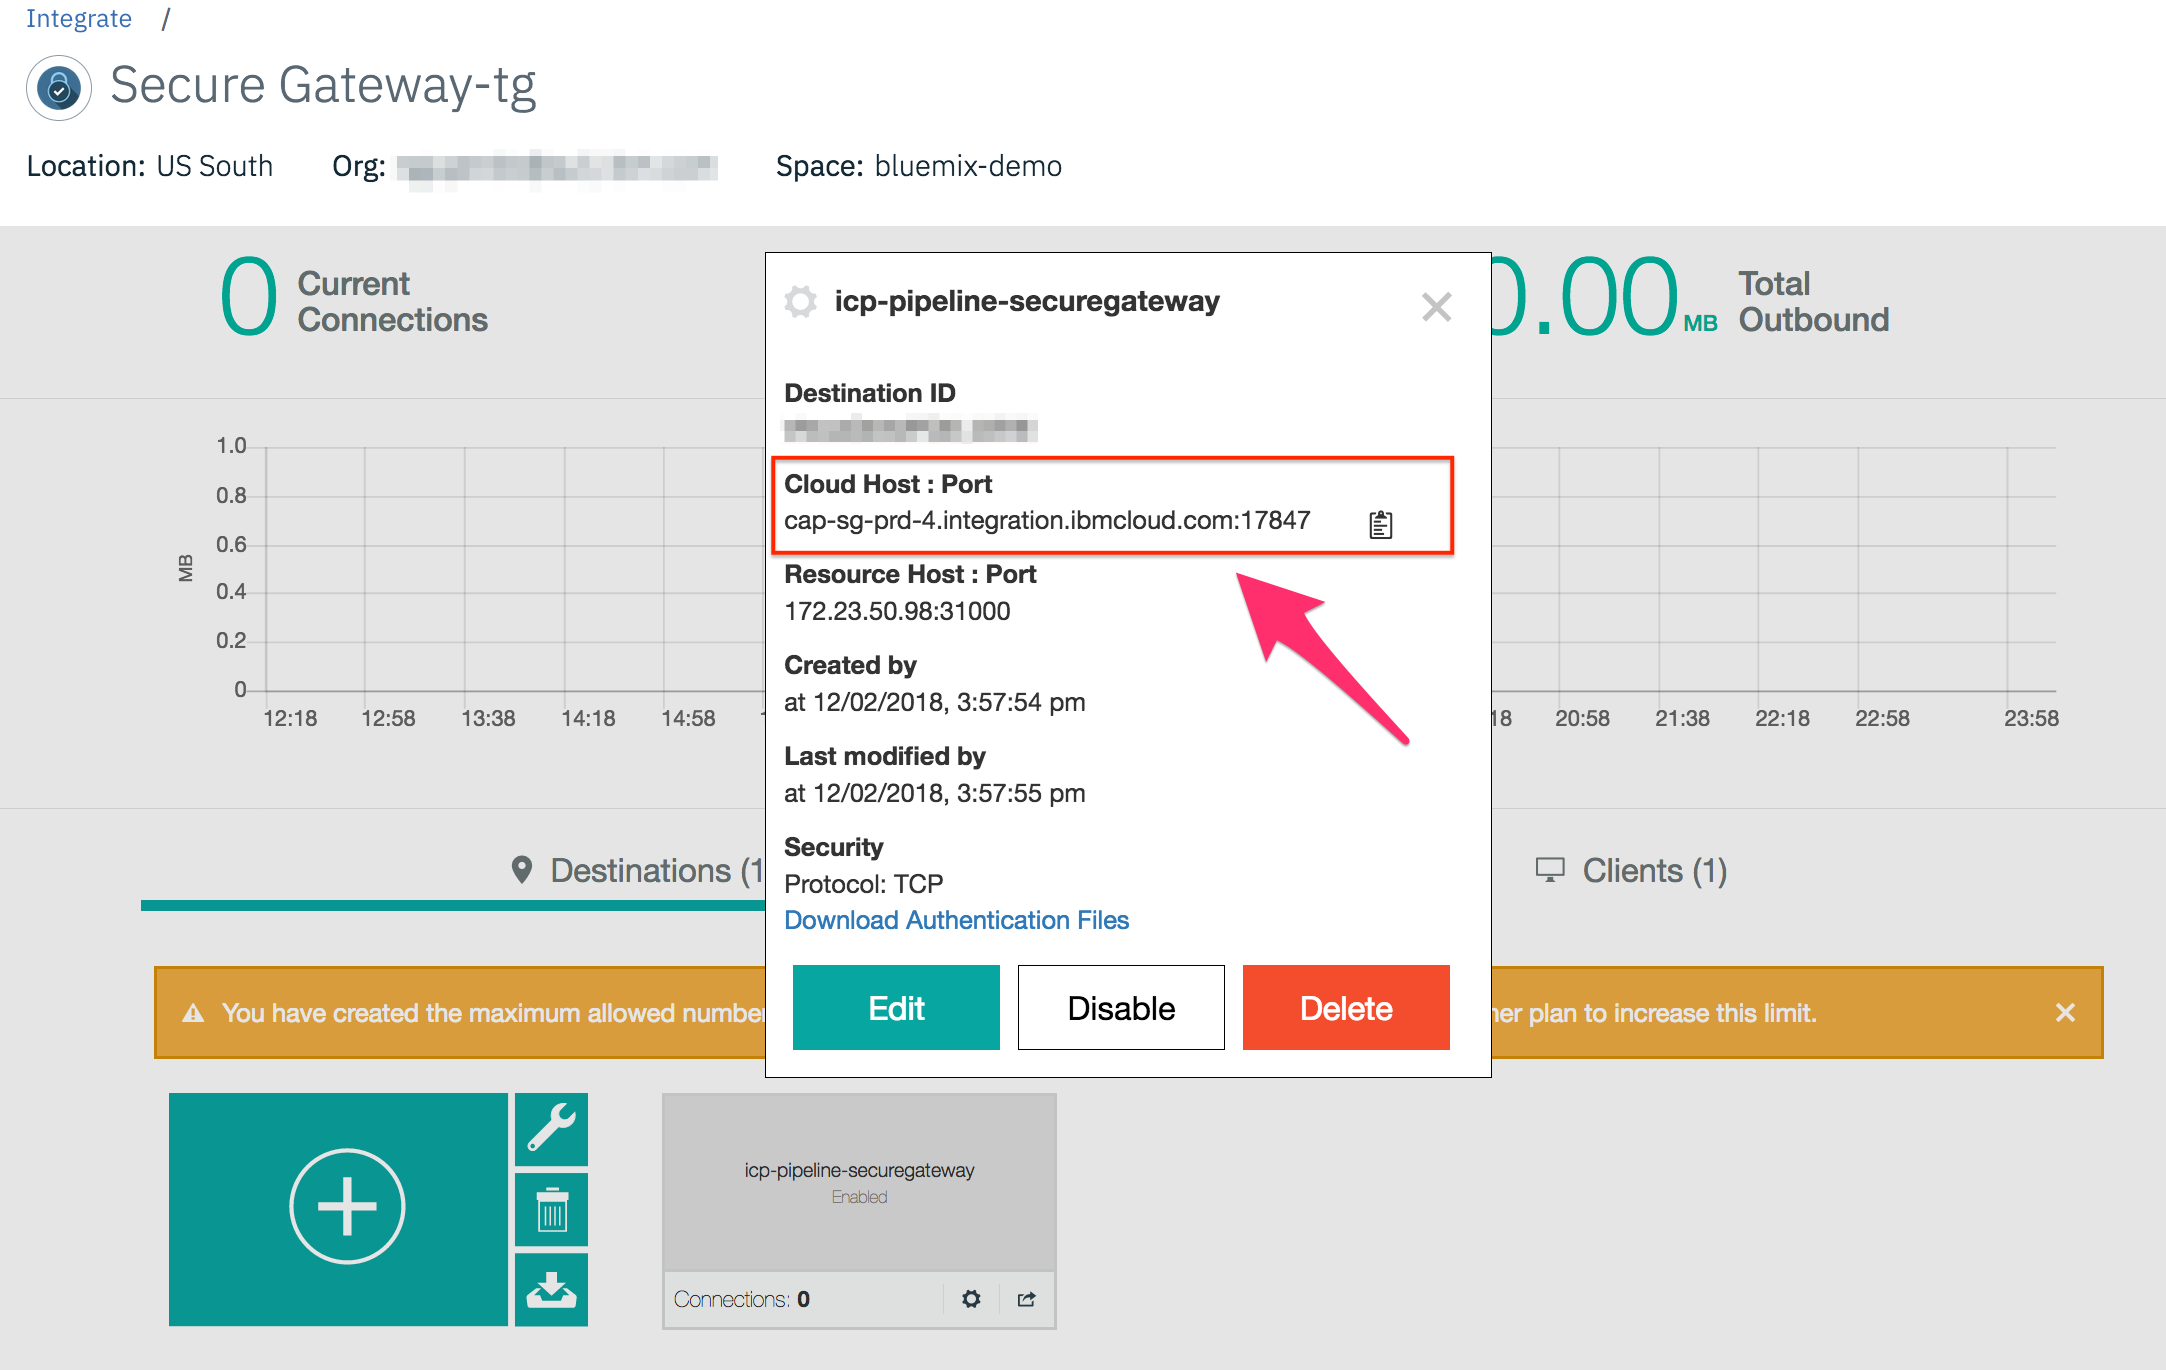 Integrate /
Secure Gateway-tg
Location: US South Org: Space: bluemix-demo
0 Current Connections
0.00 MB Total Outbound
icp-pipeline-securegateway
Destination ID
Cloud Host : Port
cap-sg-prd-4.integration.ibmcloud.com:17847
Resource Host : Port
172.23.50.98:31000
Created by
at 12/02/2018, 3:57:54 pm
Last modified by
at 12/02/2018, 3:57:55 pm
Security
Protocol: TCP
Download Authentication Files
Edit Disable Delete
MB
1.0
0.8
0.6
0.4
0.2
0
12:18 12:58 13:38 14:18 14:58 18 20:58 21:38 22:18 22:58 23:58
Destinations (1
Clients (1)
You have created the maximum allowed number
plan to increase this limit.
icp-pipeline-securegateway
Enabled
Connections: 0